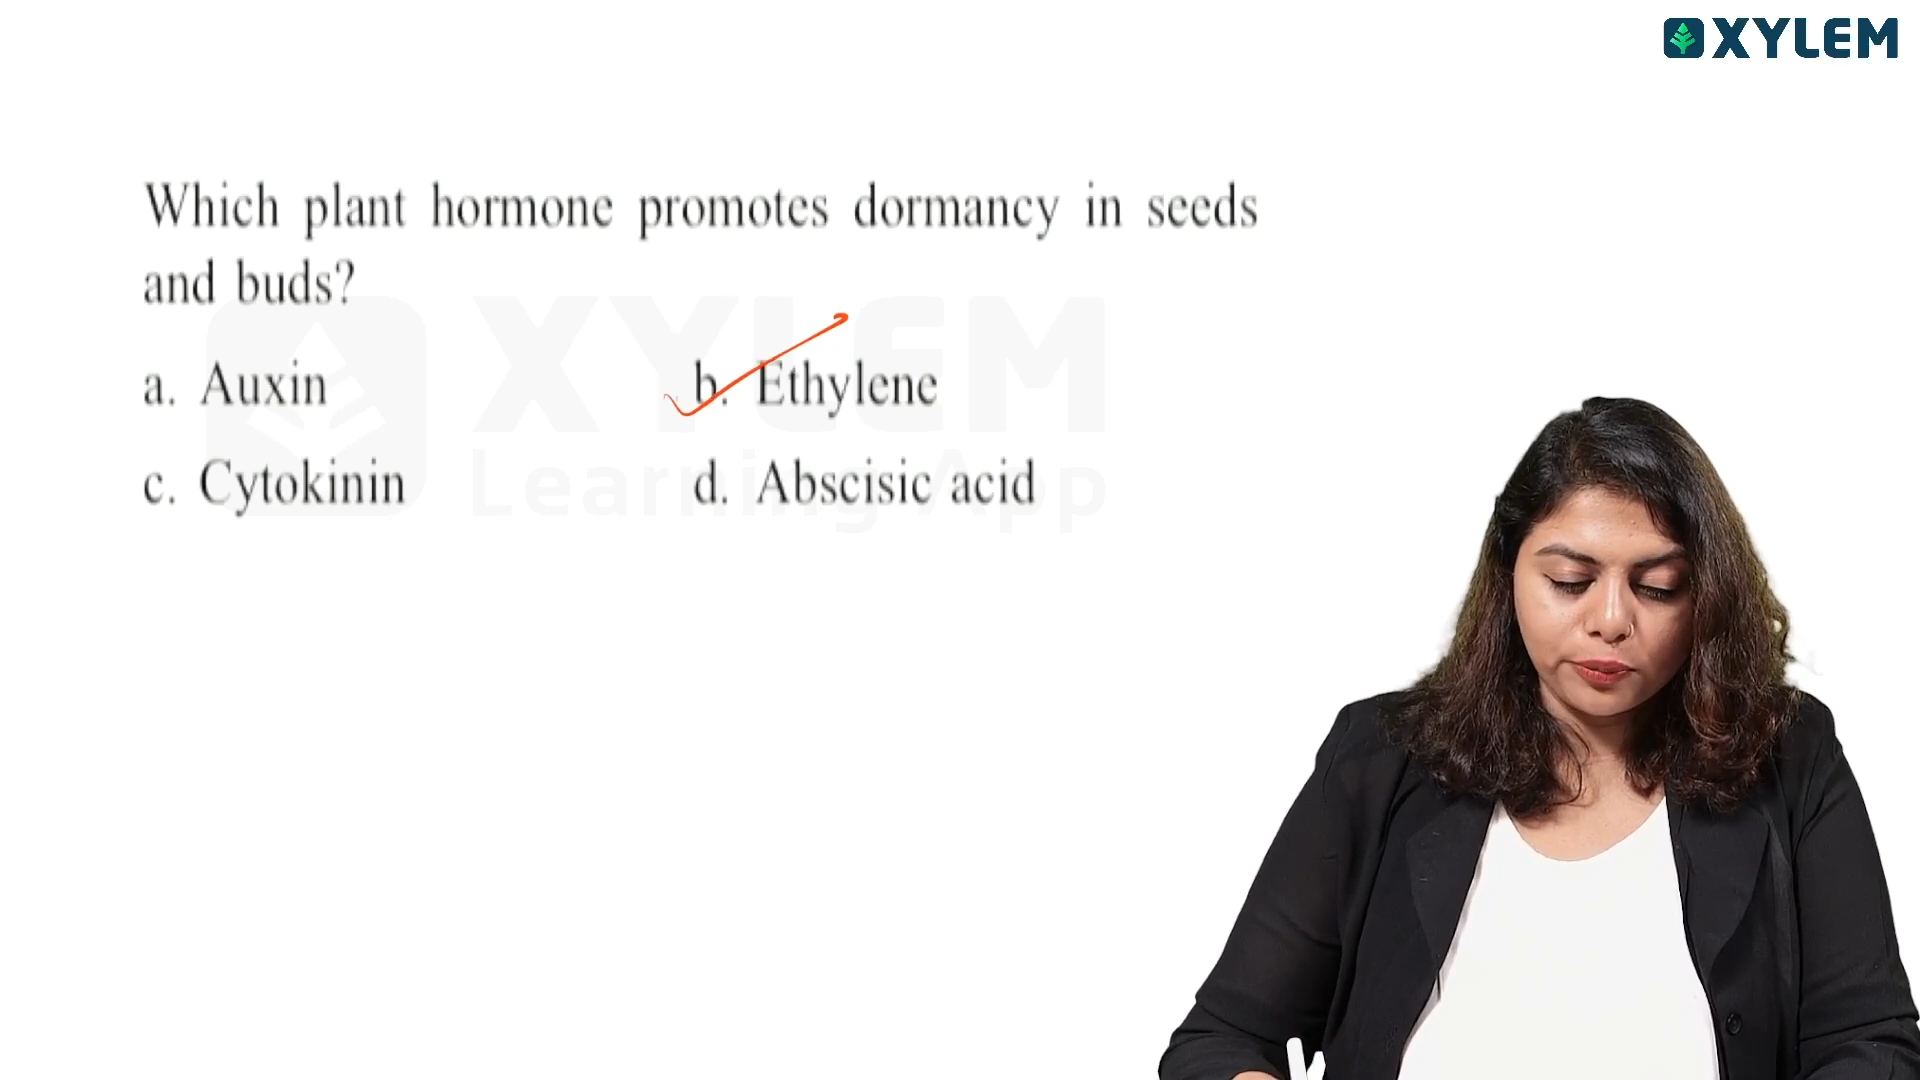 XYLEM
Which plant hormone promotes dormancy in seeds
and buds?
XYLEM
a. Auxin
b. Ethylene
Learning App
c. Cytokinin
d. Abscisic acid